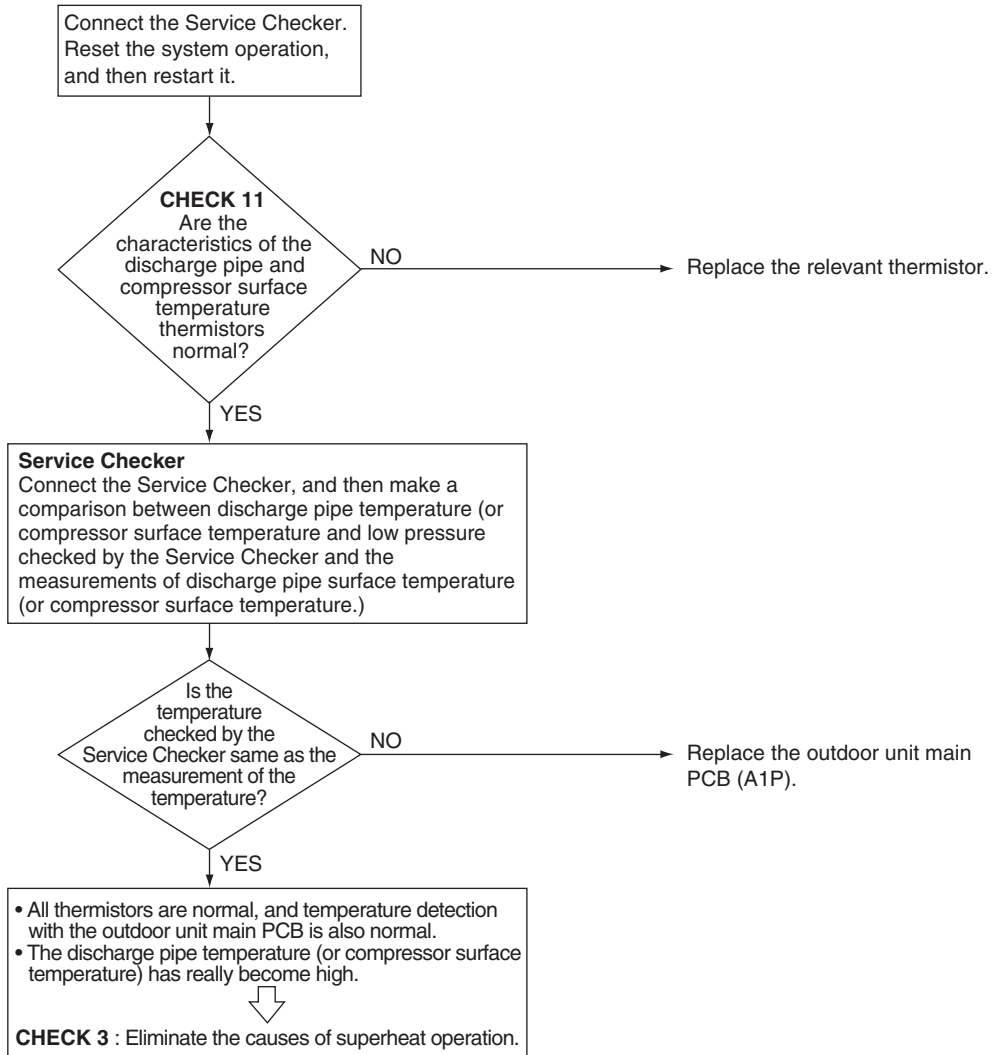 Connect the Service Checker.
Reset the system operation,
and then restart it.
CHECK 11
Are the
characteristics of the
discharge pipe and
compressor surface
temperature
thermistors
normal?
NO
Replace the relevant thermistor.
YES
Service Checker
Connect the Service Checker, and then make a
comparison between discharge pipe temperature (or
compressor surface temperature and low pressure
checked by the Service Checker and the
measurements of discharge pipe surface temperature
(or compressor surface temperature.)
Is the
temperature
checked by the
Service Checker same as the
measurement of the
temperature?
NO
Replace the outdoor unit main
PCB (A1P).
YES
• All thermistors are normal, and temperature detection
with the outdoor unit main PCB is also normal.
• The discharge pipe temperature (or compressor surface
temperature) has really become high.
CHECK 3 : Eliminate the causes of superheat operation.